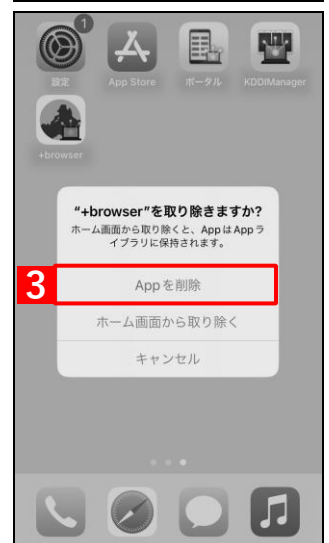 1
設定
App Store
ポータル
KDDIManager
+browser
"+browser"を取り除きますか?
ホーム画面から取り除くと、AppはAppラ
イブラリに保持されます。
3
Appを削除
ホーム画面から取り除く
キャンセル